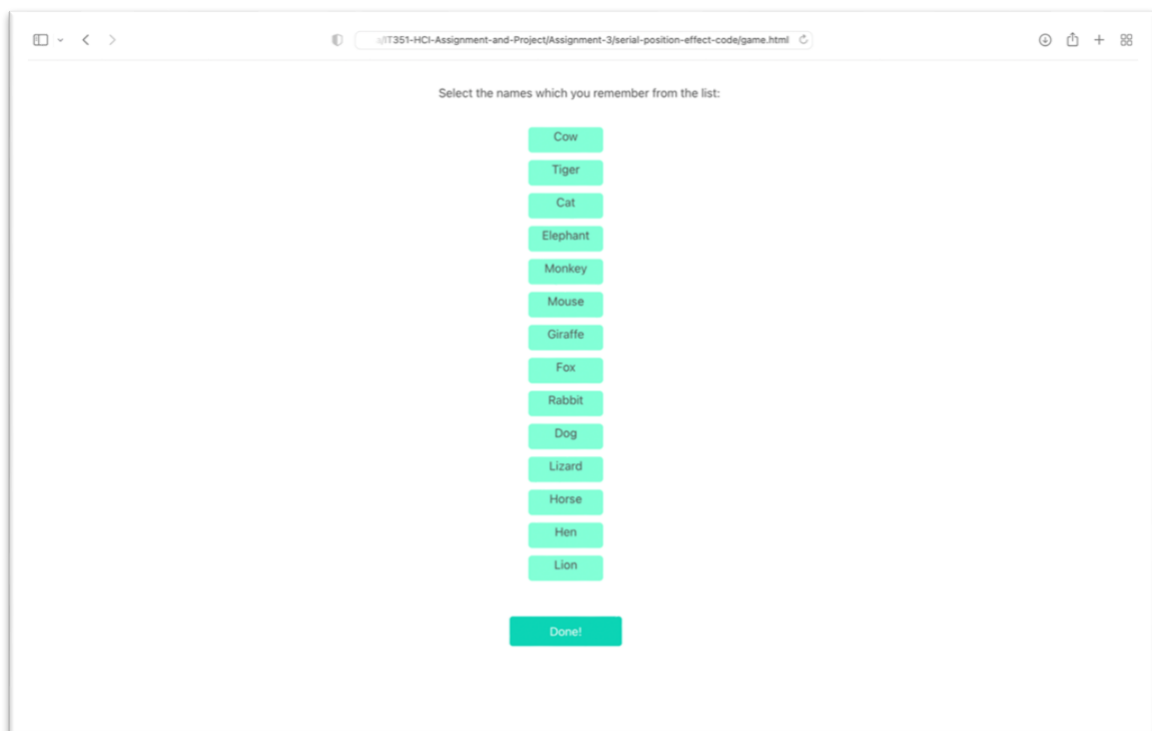 /IT351-HCI-Assignment-and-Project/Assignment-3/serial-position-effect-code/game.html
Select the names which you remember from the list:
Cow
Tiger
Cat
Elephant
Monkey
Mouse
Giraffe
Fox
Rabbit
Dog
Lizard
Horse
Hen
Lion
Done!